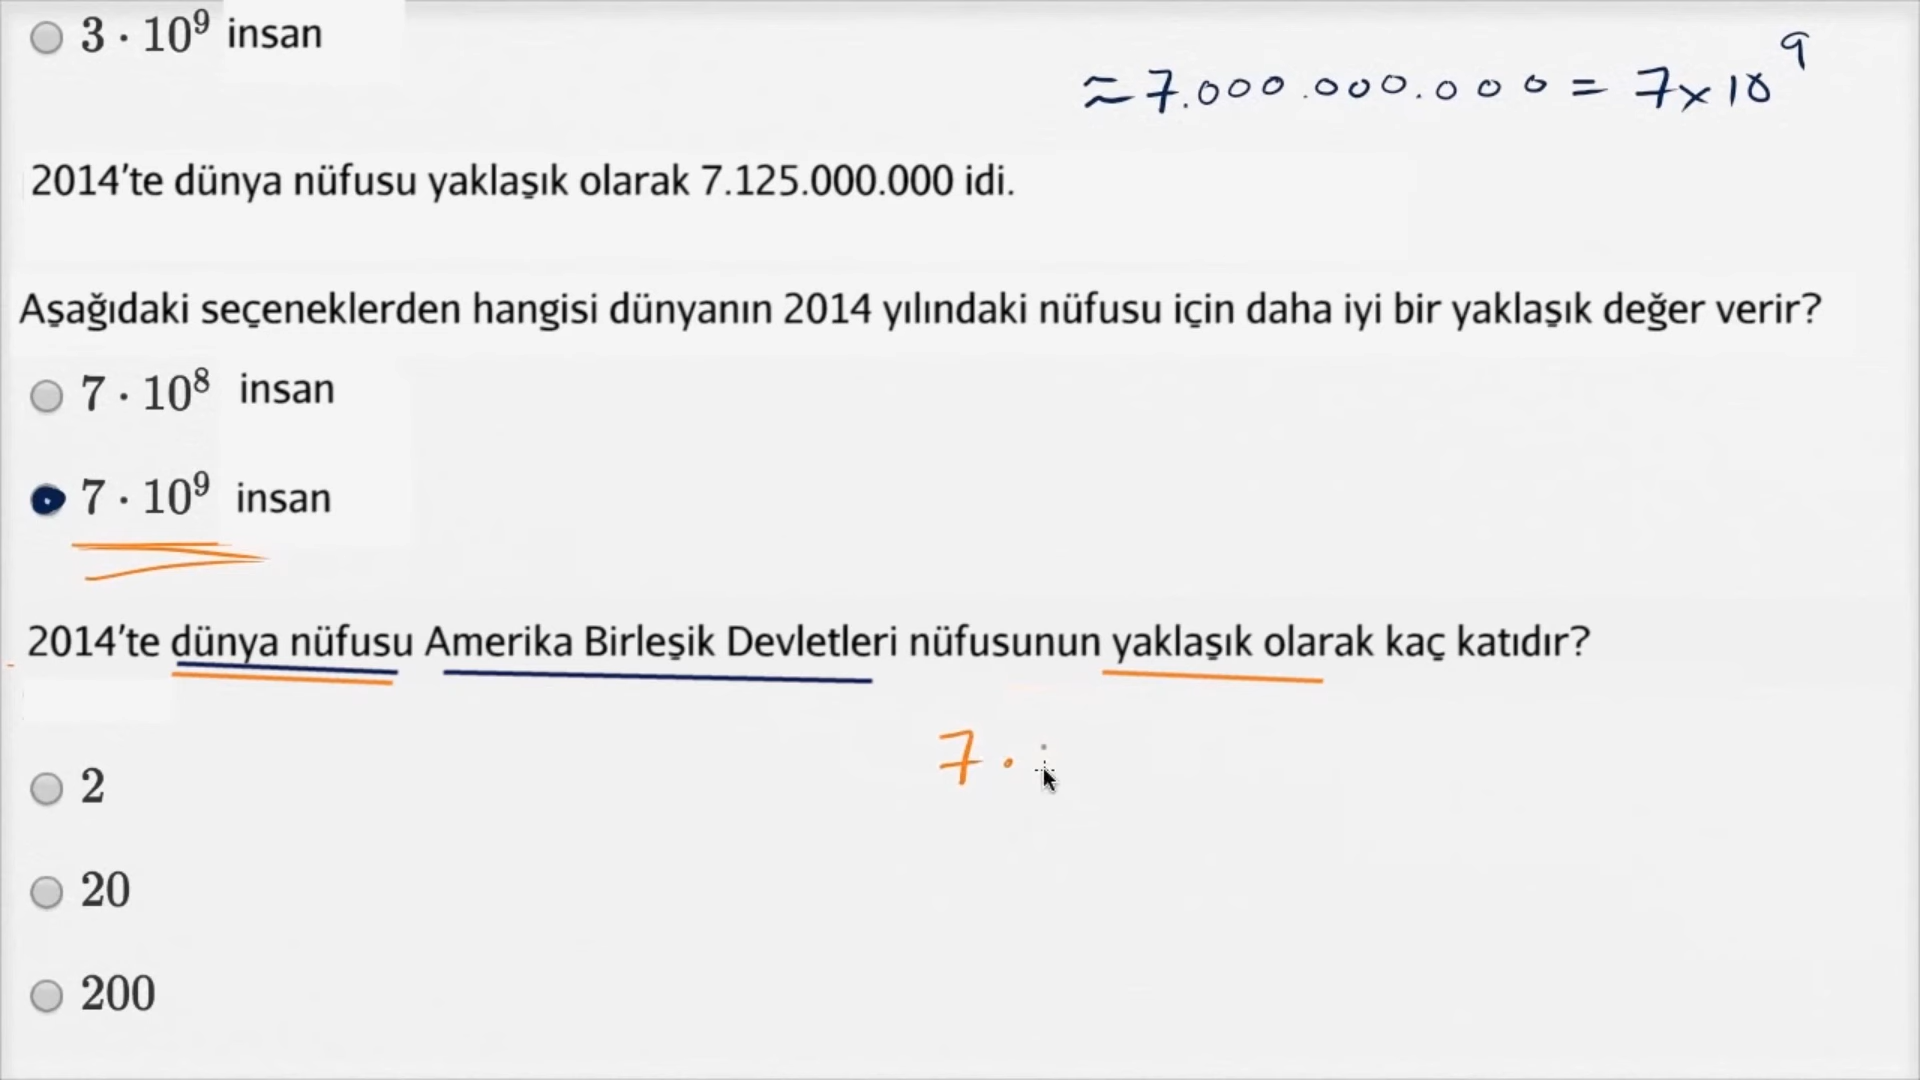 3 · 10⁹ insan
≈ 7.000.000.000 = 7 x 10⁹
2014’te dünya nüfusu yaklaşık olarak 7.125.000.000 idi.
Aşağıdaki seçeneklerden hangisi dünyanın 2014 yılındaki nüfusu için daha iyi bir yaklaşık değer verir?
7 · 10⁸ insan
7 · 10⁹ insan
2014’te dünya nüfusu Amerika Birleşik Devletleri nüfusunun yaklaşık olarak kaç katıdır?
7 ·
2
20
200